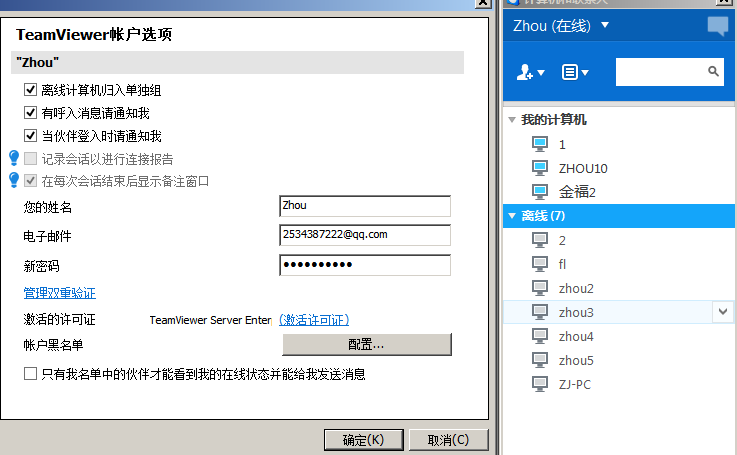 TeamViewer帐户选项
"Zhou"
离线计算机归入单独组
有呼入消息请通知我
当伙伴登入时请通知我
记录会话以进行连接报告
在每次会话结束后显示备注窗口
您的姓名 Zhou
电子邮件 2534387222@qq.com
新密码 ●●●●●●●●●●
管理双重验证
激活的许可证 TeamViewer Server Enter (激活许可证)
帐户黑名单 配置...
只有我名单中的伙伴才能看到我的在线状态并能给我发送消息
确定(K) 取消(C)
计算机和联系人
Zhou (在线)
我的计算机
1
ZHOU10
金福2
离线 (7)
2
fl
zhou2
zhou3
zhou4
zhou5
ZJ-PC